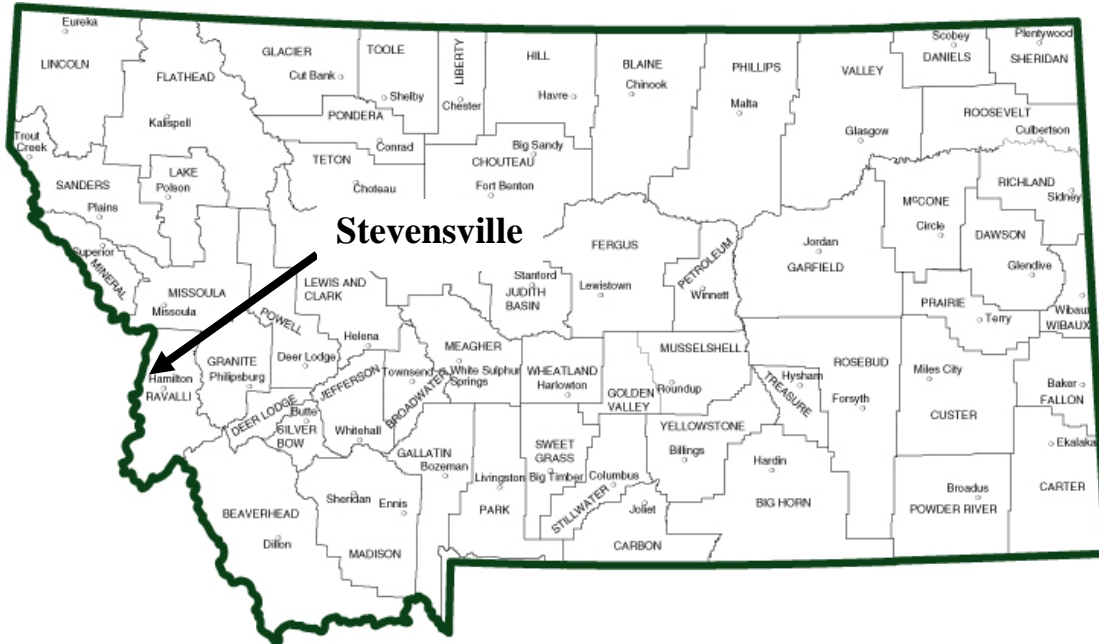 Eureka
LINCOLN
FLATHEAD
Kalispell
GLACIER
Cut Bank
TOOLE
Shelby
LIBERTY
Chester
HILL
Havre
BLAINE
Chinook
PHILLIPS
Malta
VALLEY
Glasgow
Scobey
DANIELS
Plentywood
SHERIDAN
ROOSEVELT
Culbertson
Trout
Creek
PONDERA
Conrad
TETON
Choteau
Big Sandy
CHOUTEAU
Fort Benton
SANDERS
Plains
LAKE
Polson
RICHLAND
Sidney
McCONE
Circle
DAWSON
Glendive
Stevensville
Superior
MINERAL
MISSOULA
Missoula
POWELL
Deer Lodge
LEWIS AND
CLARK
Helena
Stanford
JUDITH
BASIN
FERGUS
Lewistown
PETROLEUM
Winnett
Jordan
GARFIELD
PRAIRIE
Terry
Wibaux
WIBAUX
Hamilton
RAVALLI
GRANITE
Philipsburg
DEER LODGE
Butte
SILVER
BOW
JEFFERSON
Whitehall
Townsend
BROADWATER
MEAGHER
White Sulphur
Springs
WHEATLAND
Harlowton
GOLDEN
VALLEY
MUSSELSHELL
Roundup
TREASURE
Hysham
ROSEBUD
Forsyth
Miles City
CUSTER
Baker
FALLON
Ekalaka
CARTER
GALLATIN
Bozeman
Livingston
PARK
SWEET
GRASS
Big Timber
Columbus
STILLWATER
Joliet
CARBON
YELLOWSTONE
Billings
Hardin
BIG HORN
Broadus
POWDER RIVER
BEAVERHEAD
Dillon
Sheridan
Ennis
MADISON